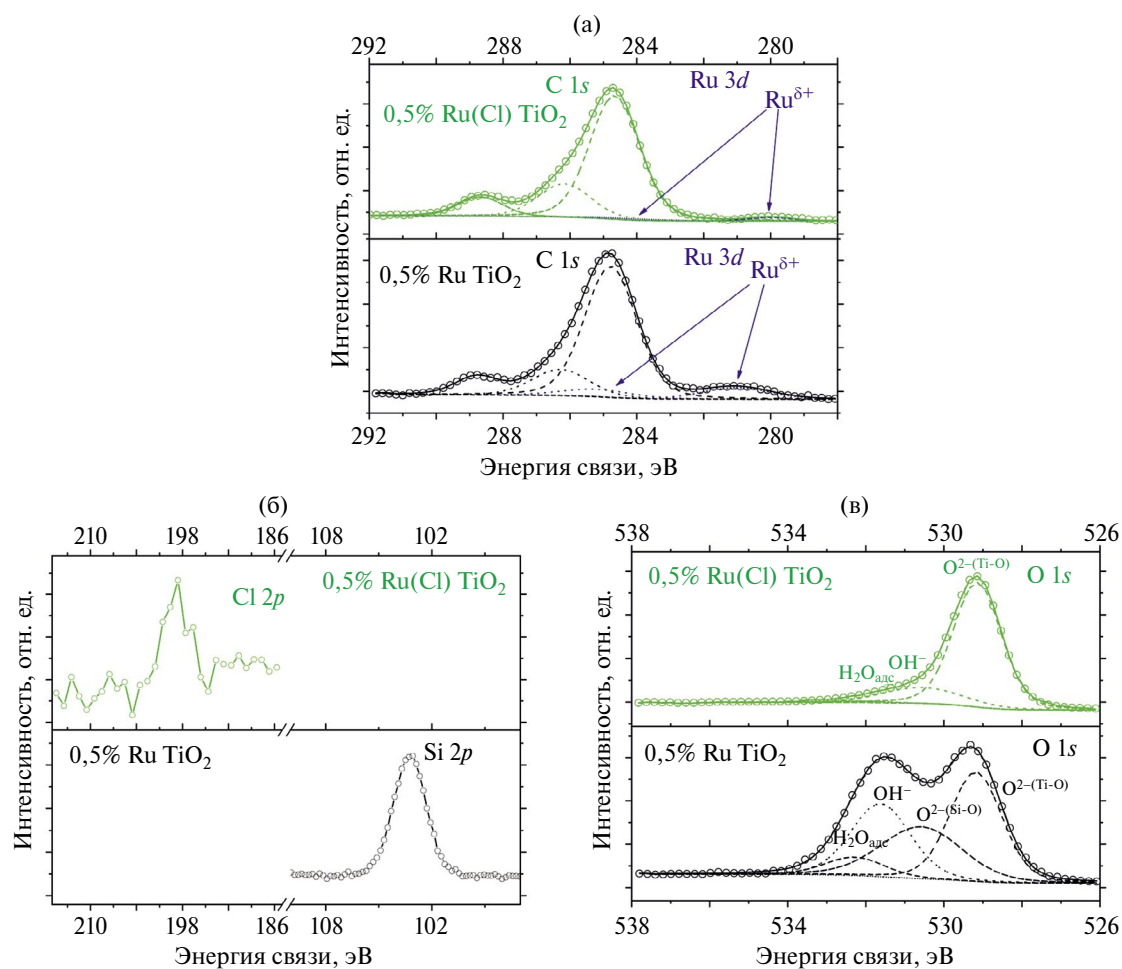 (а)
292 288 284 280
C 1s
Ru 3d
Ru^δ+
0,5% Ru(Cl) TiO₂
C 1s
Ru 3d
Ru^δ+
0,5% Ru TiO₂
Интенсивность, отн. ед.
292 288 284 280
Энергия связи, эВ
(б)
210 198 186 108 102
Cl 2p
0,5% Ru(Cl) TiO₂
0,5% Ru TiO₂
Si 2p
Интенсивность, отн. ед.
210 198 186 108 102
Энергия связи, эВ
(в)
538 534 530 526
0,5% Ru(Cl) TiO₂
O²⁻(Ti-O)
O 1s
OH⁻
H₂Oадс
0,5% Ru TiO₂
O 1s
O²⁻(Ti-O)
OH⁻
O²⁻(Si-O)
H₂Oадс
Интенсивность, отн. ед.
538 534 530 526
Энергия связи, эВ